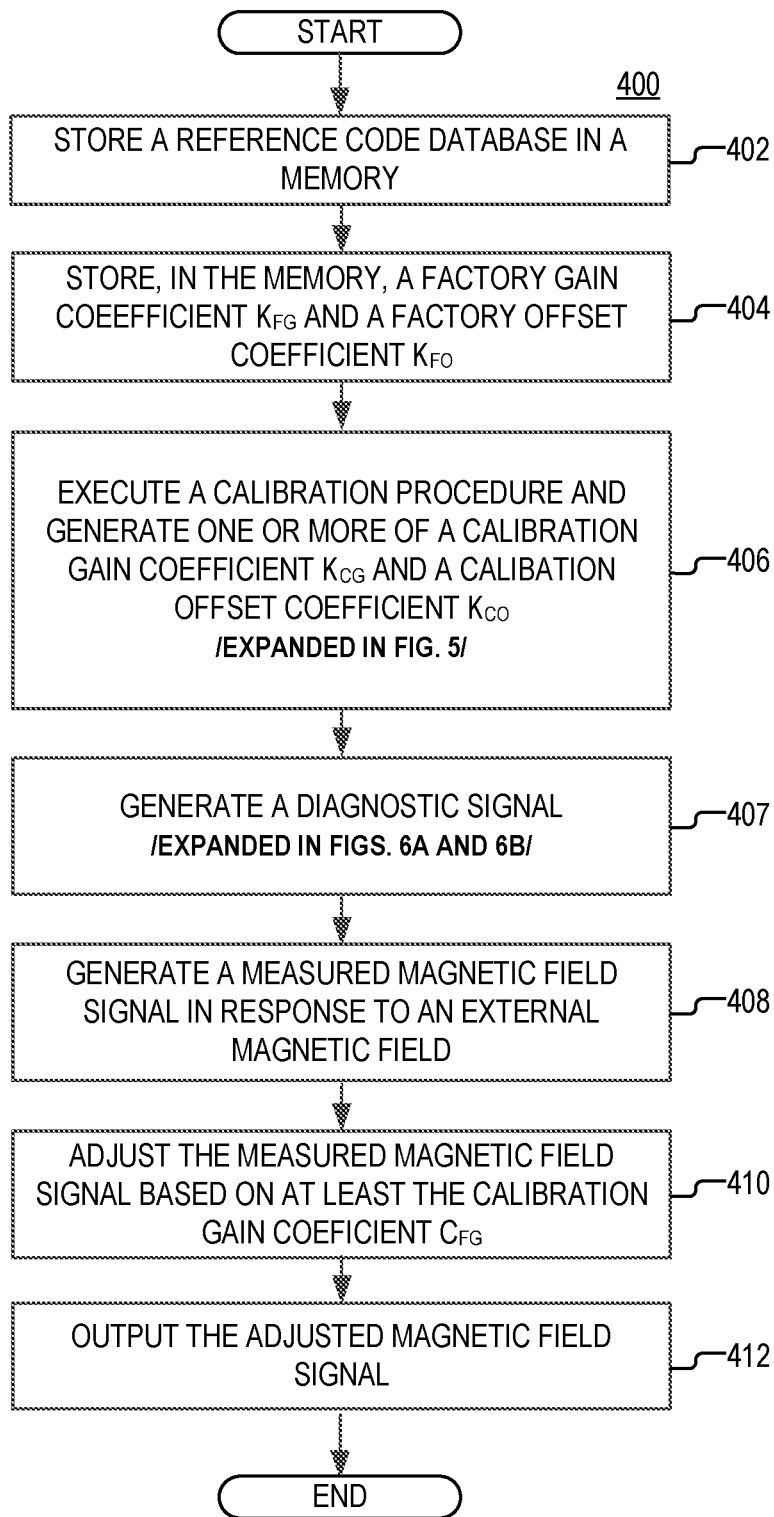 START
400
STORE A REFERENCE CODE DATABASE IN A
MEMORY
402
STORE, IN THE MEMORY, A FACTORY GAIN
COEEFFICIENT KFG AND A FACTORY OFFSET
COEFFICIENT KFO
404
EXECUTE A CALIBRATION PROCEDURE AND
GENERATE ONE OR MORE OF A CALIBRATION
GAIN COEFFICIENT KCG AND A CALIBATION
OFFSET COEFFICIENT KCO
/EXPANDED IN FIG. 5/
406
GENERATE A DIAGNOSTIC SIGNAL
/EXPANDED IN FIGS. 6A AND 6B/
407
GENERATE A MEASURED MAGNETIC FIELD
SIGNAL IN RESPONSE TO AN EXTERNAL
MAGNETIC FIELD
408
ADJUST THE MEASURED MAGNETIC FIELD
SIGNAL BASED ON AT LEAST THE CALIBRATION
GAIN COEFICIENT CFG
410
OUTPUT THE ADJUSTED MAGNETIC FIELD
SIGNAL
412
END